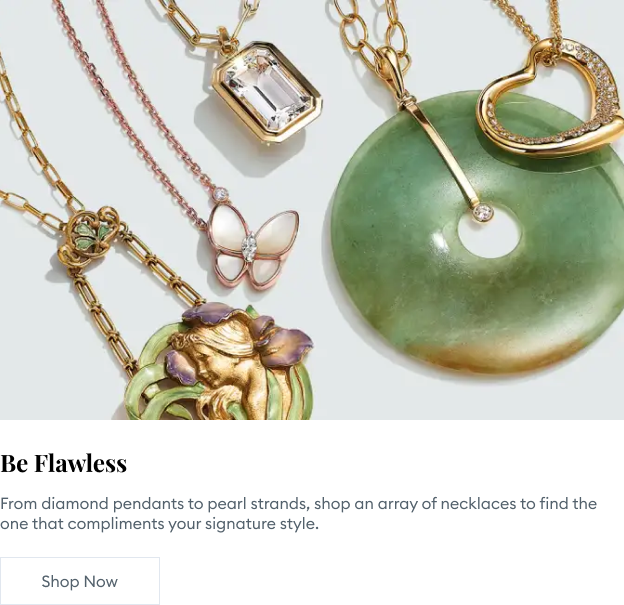 Be Flawless
From diamond pendants to pearl strands, shop an array of necklaces to find the
one that compliments your signature style.
Shop Now